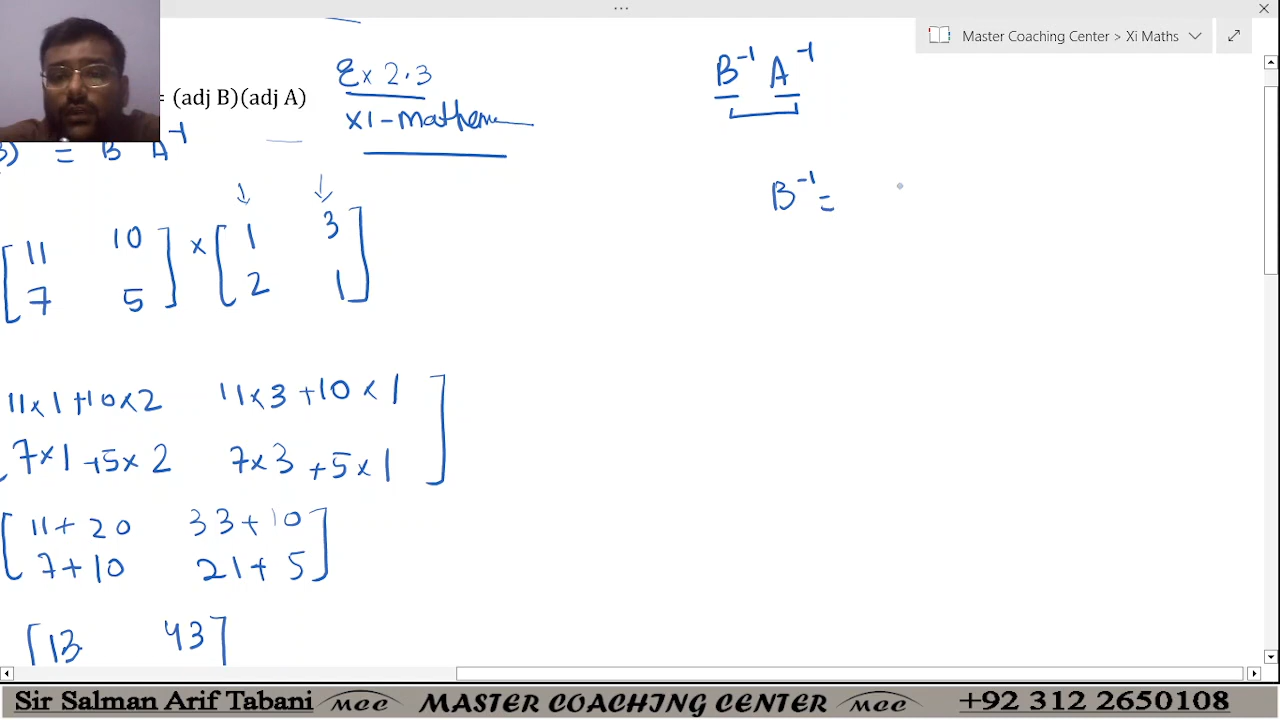 Master Coaching Center > Xi Maths
= (adj B)(adj A)
Ex 2.3
XI-mathem
B) = B A⁻¹
B⁻¹ A⁻¹
B⁻¹ =
[11 10] × [1 3]
[7 5] [2 1]
11×1+10×2 11×3+10×1 ]
7×1+5×2 7×3+5×1
[11+20 33+10]
7+10 21+5
[13 43]
Sir Salman Arif Tabani mcc MASTER COACHING CENTER mcc +92 312 2650108